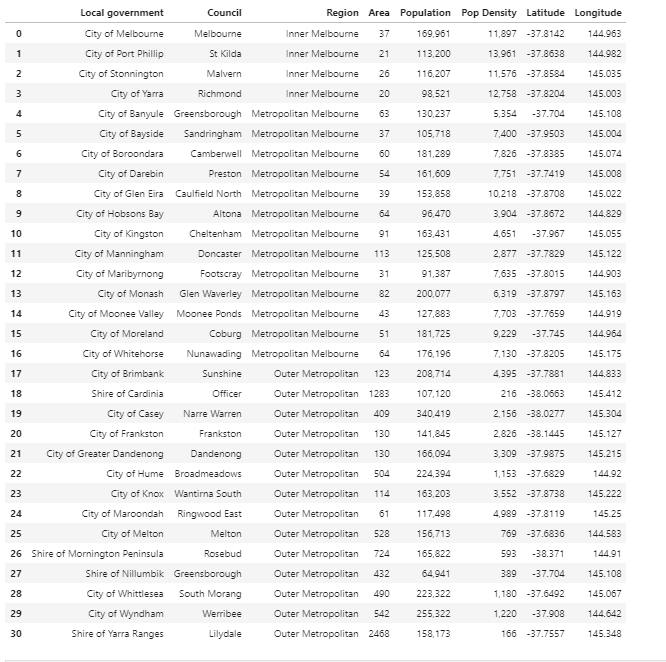 Local government Council Region Area Population Pop Density Latitude Longitude
0 City of Melbourne Melbourne Inner Melbourne 37 169,961 11,897 -37.8142 144.963
1 City of Port Phillip St Kilda Inner Melbourne 21 113,200 13,961 -37.8638 144.982
2 City of Stonnington Malvern Inner Melbourne 26 116,207 11,576 -37.8584 145.035
3 City of Yarra Richmond Inner Melbourne 20 98,521 12,758 -37.8204 145.003
4 City of Banyule Greensborough Metropolitan Melbourne 63 130,237 5,354 -37.704 145.108
5 City of Bayside Sandringham Metropolitan Melbourne 37 105,718 7,400 -37.9503 145.004
6 City of Boroondara Camberwell Metropolitan Melbourne 60 181,289 7,826 -37.8385 145.074
7 City of Darebin Preston Metropolitan Melbourne 54 161,609 7,751 -37.7419 145.008
8 City of Glen Eira Caulfield North Metropolitan Melbourne 39 153,858 10,218 -37.8708 145.022
9 City of Hobsons Bay Altona Metropolitan Melbourne 64 96,470 3,904 -37.8672 144.829
10 City of Kingston Cheltenham Metropolitan Melbourne 91 163,431 4,651 -37.967 145.055
11 City of Manningham Doncaster Metropolitan Melbourne 113 125,508 2,877 -37.7829 145.122
12 City of Maribyrnong Footscray Metropolitan Melbourne 31 91,387 7,635 -37.8015 144.903
13 City of Monash Glen Waverley Metropolitan Melbourne 82 200,077 6,319 -37.8797 145.163
14 City of Moonee Valley Moonee Ponds Metropolitan Melbourne 43 127,883 7,703 -37.7659 144.919
15 City of Moreland Coburg Metropolitan Melbourne 51 181,725 9,229 -37.745 144.964
16 City of Whitehorse Nunawading Metropolitan Melbourne 64 176,196 7,130 -37.8205 145.175
17 City of Brimbank Sunshine Outer Metropolitan 123 208,714 4,395 -37.7881 144.833
18 Shire of Cardinia Officer Outer Metropolitan 1283 107,120 216 -38.0663 145.412
19 City of Casey Narre Warren Outer Metropolitan 409 340,419 2,156 -38.0277 145.304
20 City of Frankston Frankston Outer Metropolitan 130 141,845 2,826 -38.1445 145.127
21 City of Greater Dandenong Dandenong Outer Metropolitan 130 166,094 3,309 -37.9875 145.215
22 City of Hume Broadmeadows Outer Metropolitan 504 224,394 1,153 -37.6829 144.92
23 City of Knox Wantirna South Outer Metropolitan 114 163,203 3,552 -37.8738 145.222
24 City of Maroondah Ringwood East Outer Metropolitan 61 117,498 4,989 -37.8119 145.25
25 City of Melton Melton Outer Metropolitan 528 156,713 769 -37.6836 144.583
26 Shire of Mornington Peninsula Rosebud Outer Metropolitan 724 165,822 593 -38.371 144.91
27 Shire of Nillumbik Greensborough Outer Metropolitan 432 64,941 389 -37.704 145.108
28 City of Whittlesea South Morang Outer Metropolitan 490 223,322 1,180 -37.6492 145.067
29 City of Wyndham Werribee Outer Metropolitan 542 255,322 1,220 -37.908 144.642
30 Shire of Yarra Ranges Lilydale Outer Metropolitan 2468 158,173 166 -37.7557 145.348